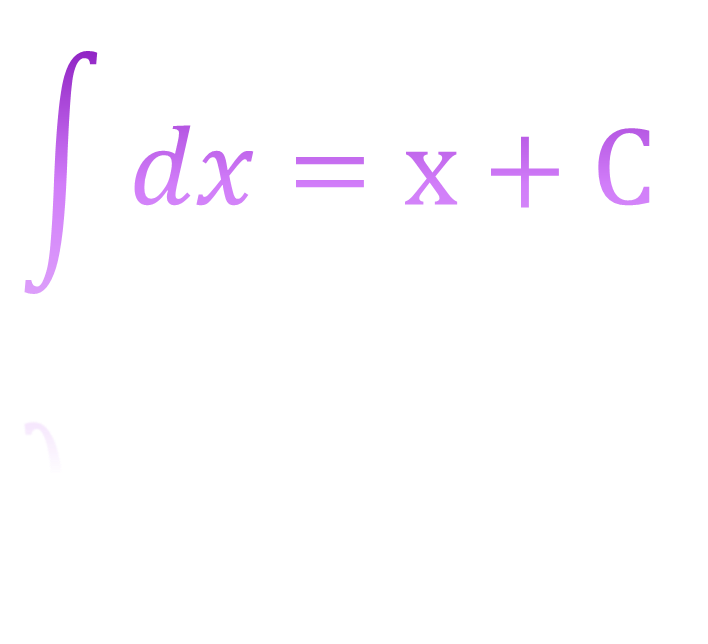 ∫ dx = x + C